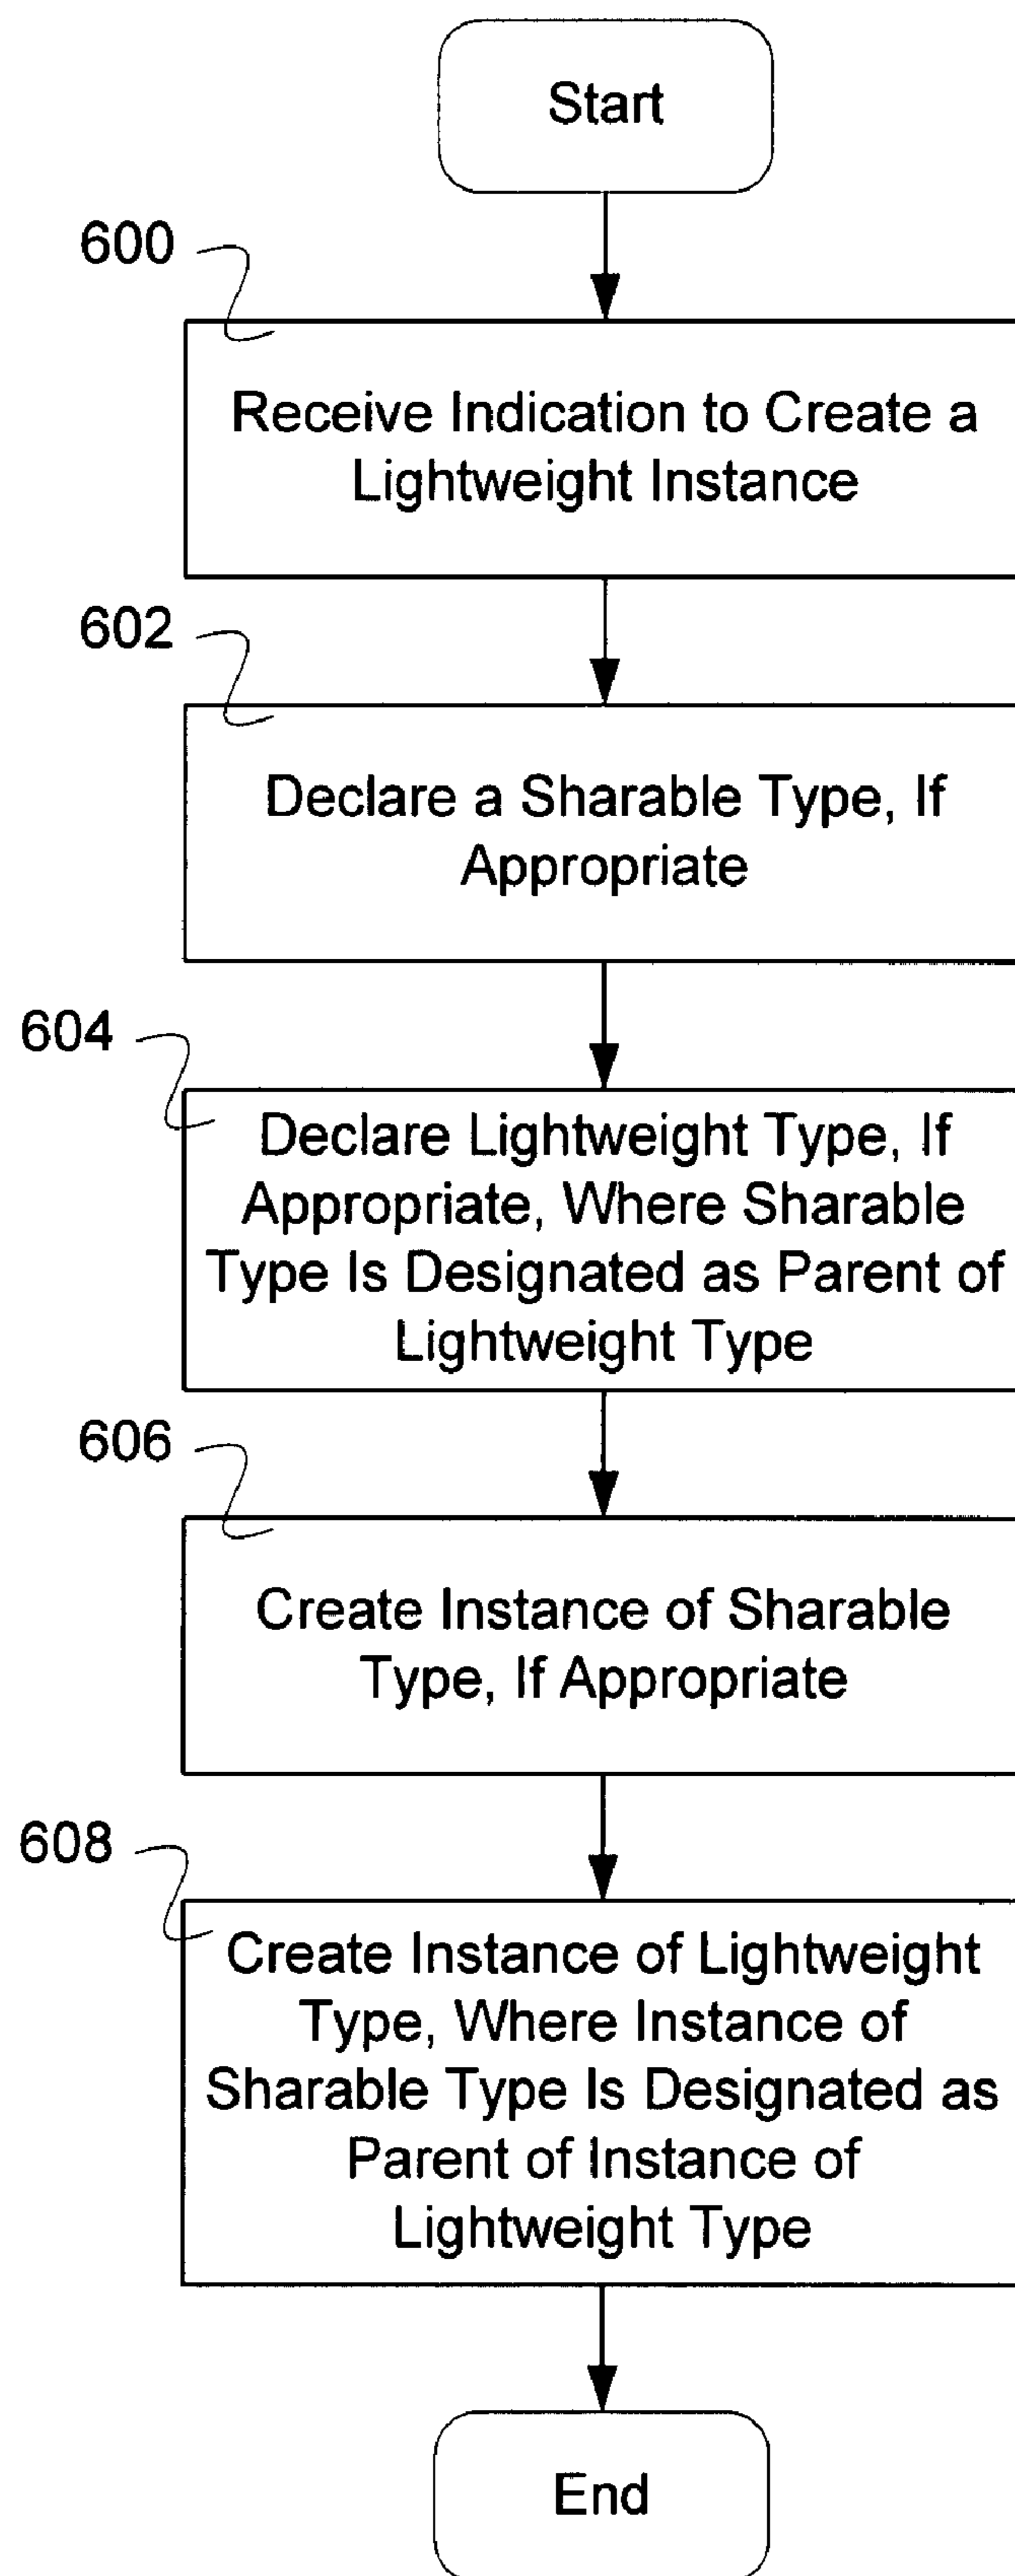 Start
600
Receive Indication to Create a
Lightweight Instance
602
Declare a Sharable Type, If
Appropriate
604
Declare Lightweight Type, If
Appropriate, Where Sharable
Type Is Designated as Parent of
Lightweight Type
606
Create Instance of Sharable
Type, If Appropriate
608
Create Instance of Lightweight
Type, Where Instance of
Sharable Type Is Designated as
Parent of Instance of
Lightweight Type
End